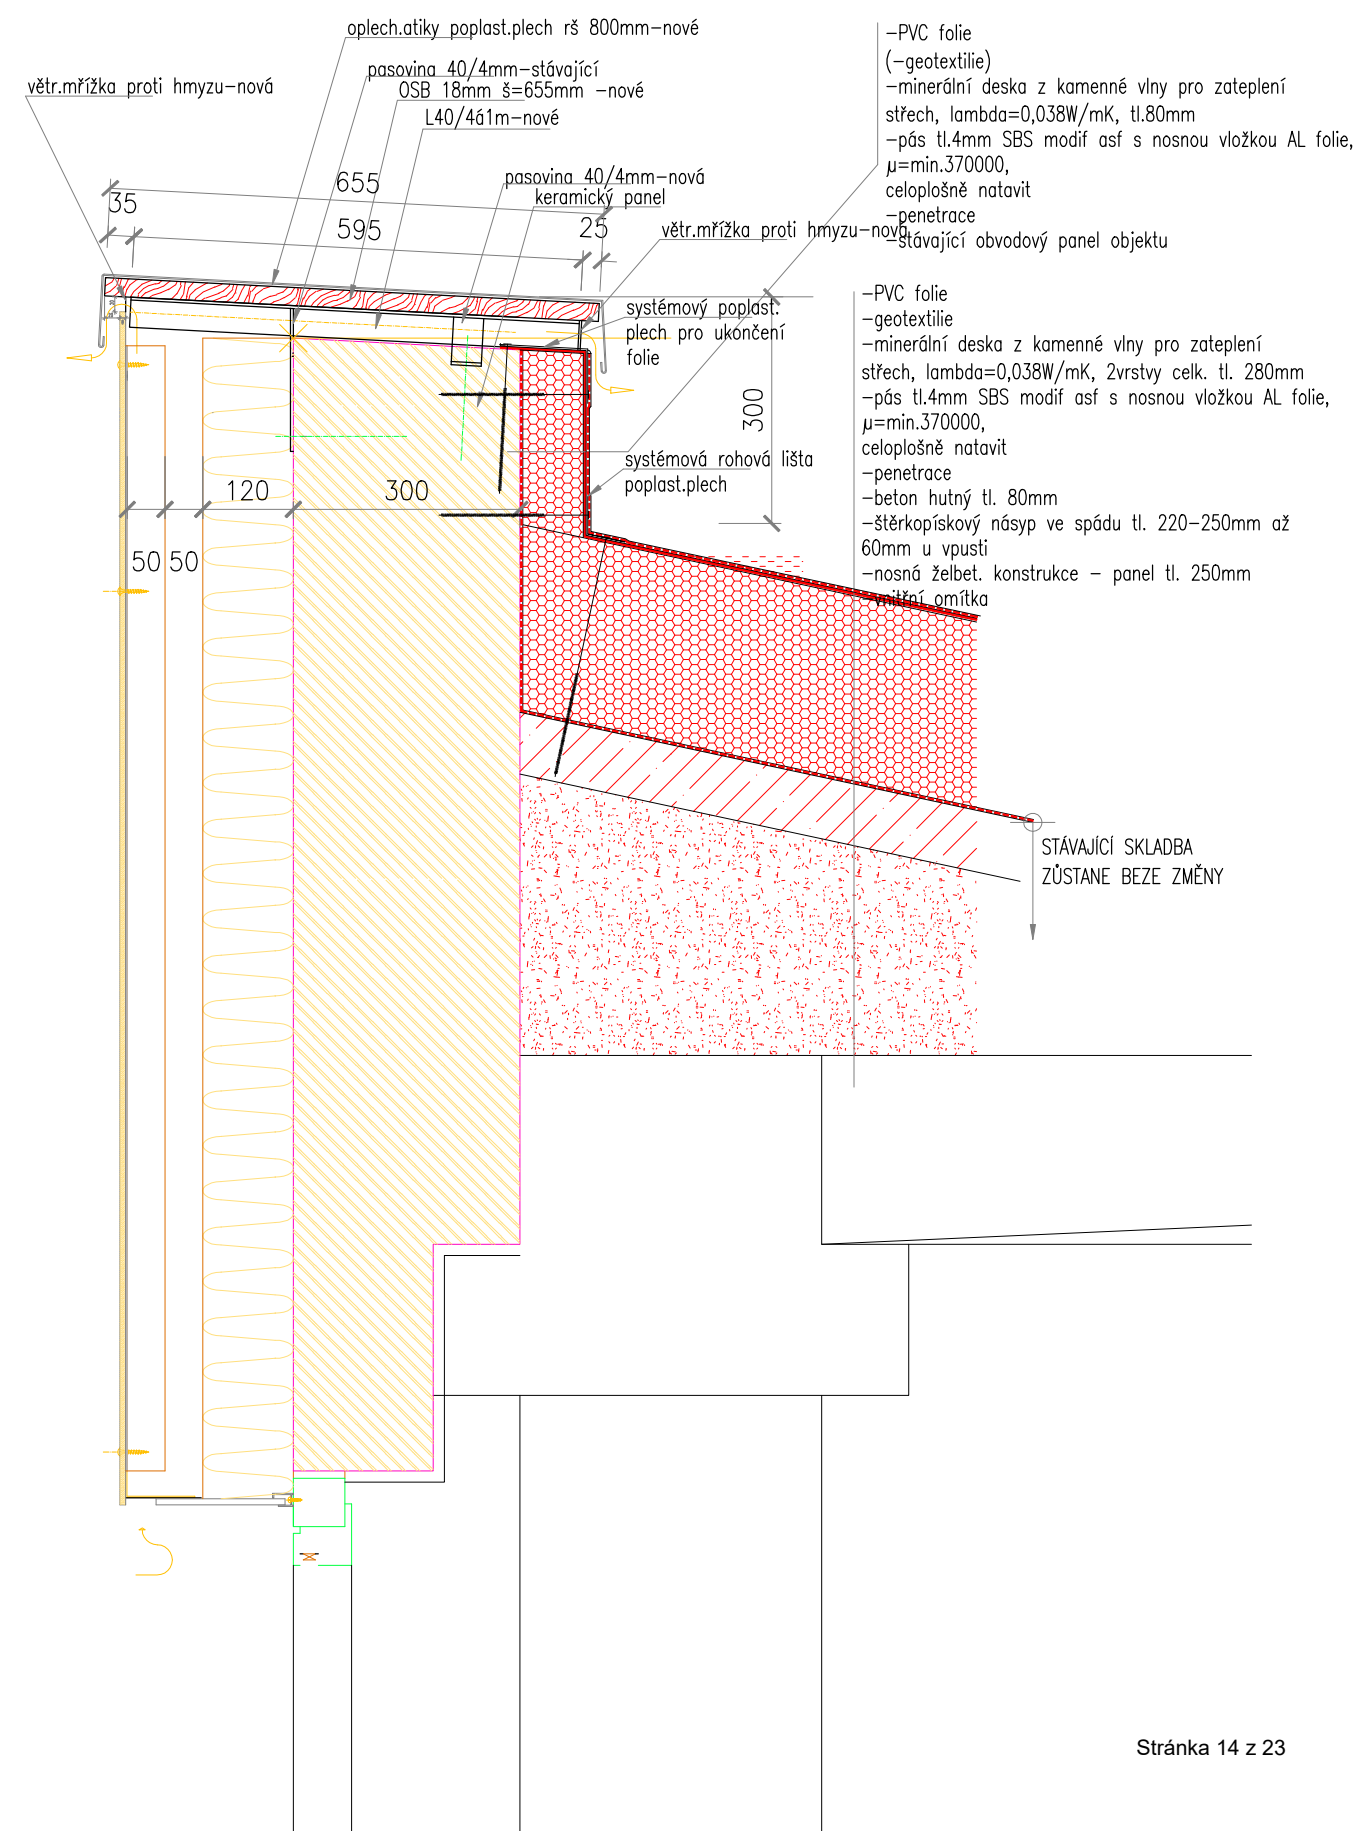 oplech.atiky poplast.plech rš 800mm-nové
pasovina 40/4mm-stávající
větr.mřížka proti hmyzu-nová
OSB 18mm š=655mm -nové
L40/4á1m-nové
pasovina 40/4mm-nová
keramický panel
větr.mřížka proti hmyzu-nová
655
35
595
25
-PVC folie
(-geotextilie)
-minerální deska z kamenné vlny pro zateplení
střech, lambda=0,038W/mK, tl.80mm
-pás tl.4mm SBS modif asf s nosnou vložkou AL folie,
μ=min.370000,
celoplošně natavit
-penetrace
-stávající obvodový panel objektu
systémový poplast.
plech pro ukončení
folie
300
systémová rohová lišta
poplast.plech
-PVC folie
-geotextilie
-minerální deska z kamenné vlny pro zateplení
střech, lambda=0,038W/mK, 2vrstvy celk. tl. 280mm
-pás tl.4mm SBS modif asf s nosnou vložkou AL folie,
μ=min.370000,
celoplošně natavit
-penetrace
-beton hutný tl. 80mm
-štěrkopískový násyp ve spádu tl. 220-250mm až
60mm u vpusti
-nosná želbet. konstrukce - panel tl. 250mm
-vnitřní omítka
120
300
50 50
STÁVAJÍCÍ SKLADBA
ZŮSTANE BEZE ZMĚNY
Stránka 14 z 23